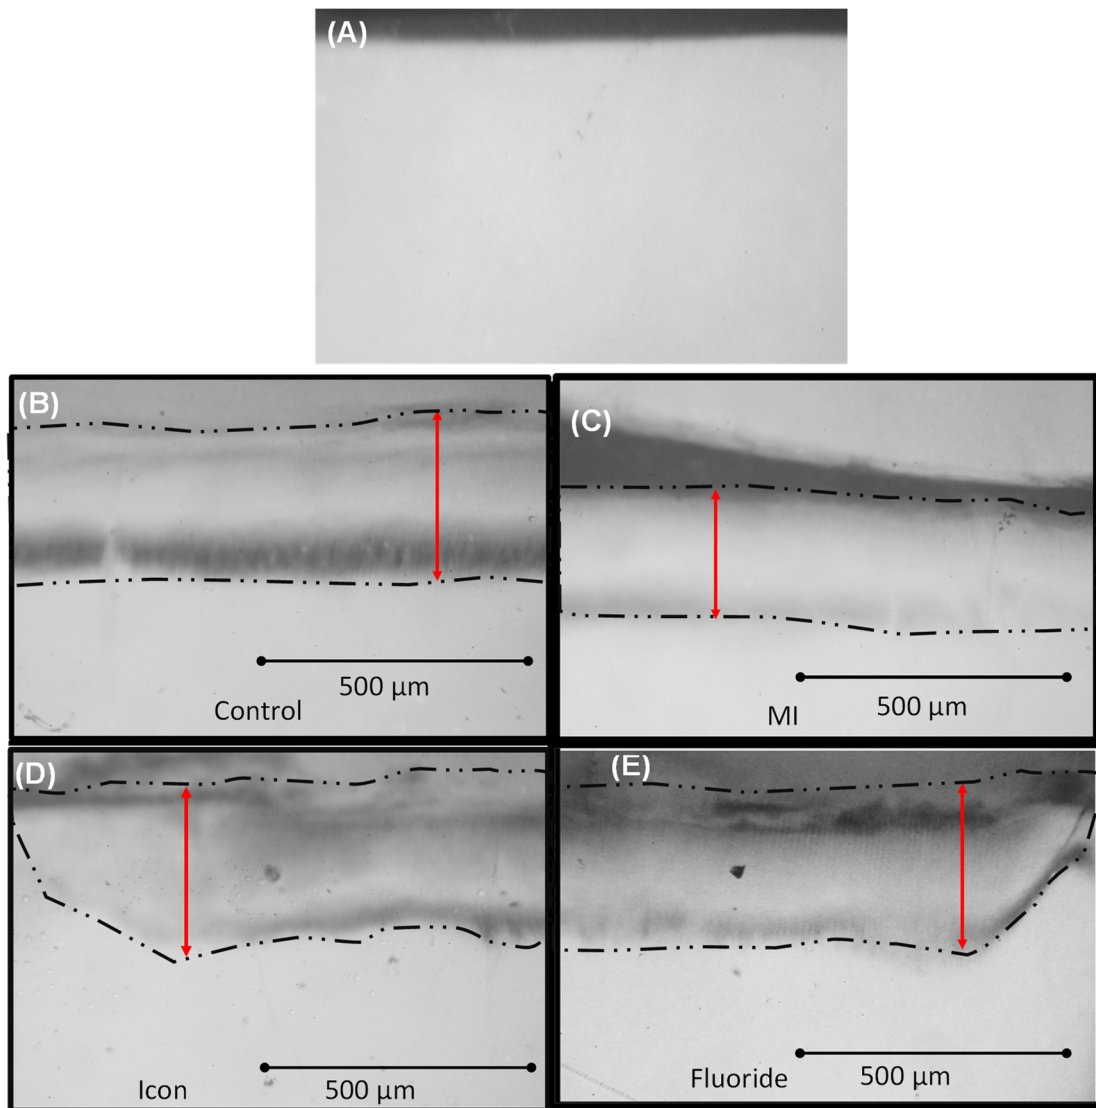 (A)
(B)
500 μm
Control
(C)
500 μm
MI
(D)
500 μm
Icon
(E)
500 μm
Fluoride